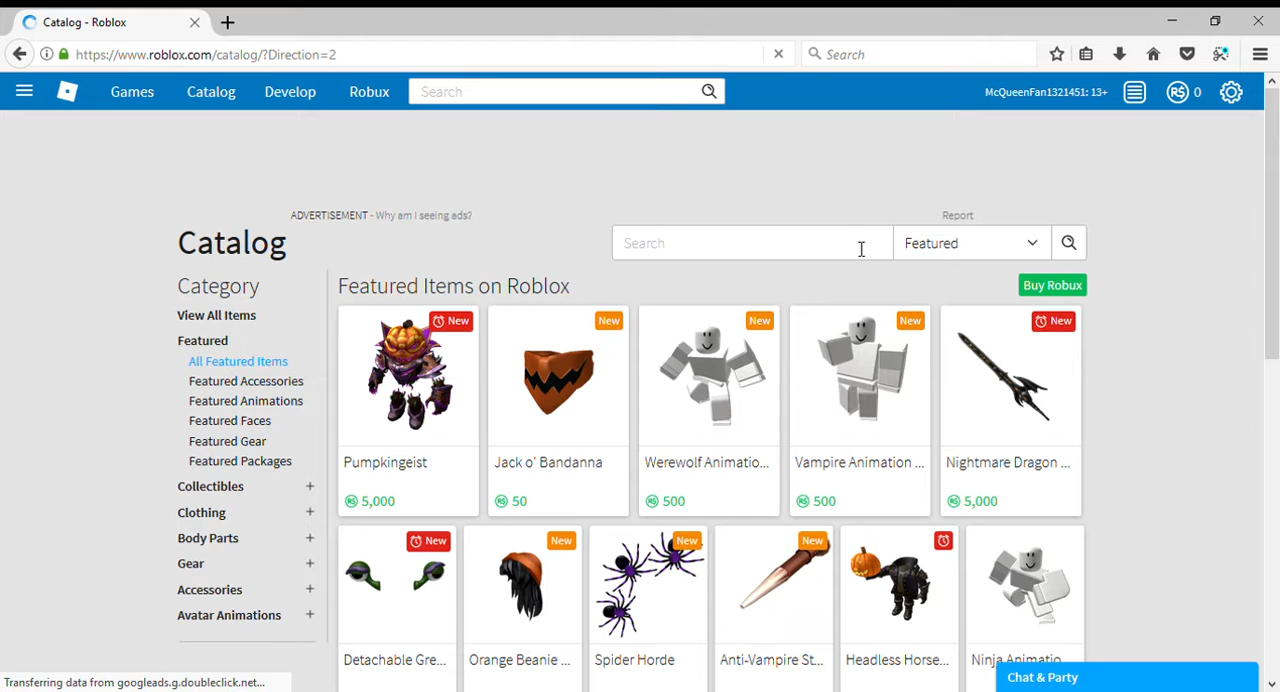 Catalog - Roblox
https://www.roblox.com/catalog/?Direction=2
Search
Games Catalog Develop Robux Search McQueenFan1321451: 13+ R$ 0
ADVERTISEMENT - Why am I seeing ads? Report
Catalog
Search Featured
Category
Featured Items on Roblox
Buy Robux
View All Items
Featured
All Featured Items
Featured Accessories
Featured Animations
Featured Faces
Featured Gear
Featured Packages
Collectibles +
Clothing +
Body Parts +
Gear +
Accessories +
Avatar Animations +
New New New New New
Pumpkingeist Jack o' Bandanna Werewolf Animatio... Vampire Animation ... Nightmare Dragon ...
R$ 5,000 R$ 50 R$ 500 R$ 500 R$ 5,000
New New New New
Detachable Gre... Orange Beanie ... Spider Horde Anti-Vampire St... Headless Horse... Ninja Animatio...
Chat & Party
Transferring data from googleads.g.doubleclick.net...